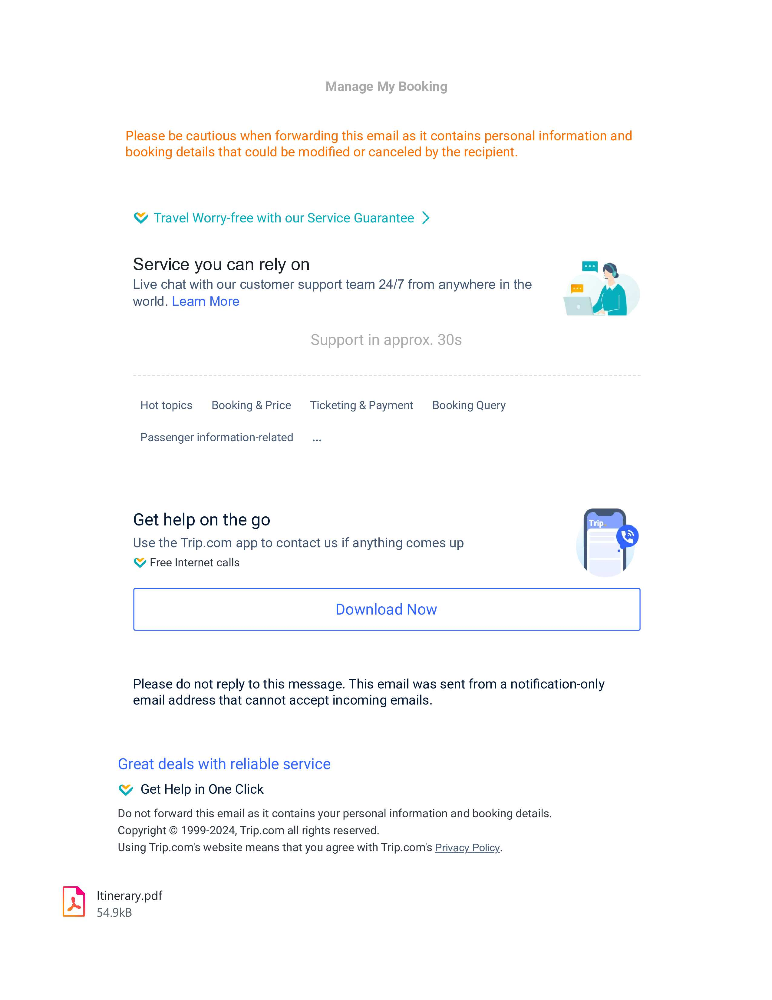 Manage My Booking
Please be cautious when forwarding this email as it contains personal information and
booking details that could be modified or canceled by the recipient.
Travel Worry-free with our Service Guarantee
Service you can rely on
Live chat with our customer support team 24/7 from anywhere in the
world. Learn More
Support in approx. 30s
Hot topics Booking & Price Ticketing & Payment Booking Query
Passenger information-related ...
Get help on the go
Use the Trip.com app to contact us if anything comes up
Free Internet calls
Trip.
Download Now
Please do not reply to this message. This email was sent from a notification-only
email address that cannot accept incoming emails.
Great deals with reliable service
Get Help in One Click
Do not forward this email as it contains your personal information and booking details.
Copyright © 1999-2024, Trip.com all rights reserved.
Using Trip.com's website means that you agree with Trip.com's Privacy Policy.
Itinerary.pdf
54.9kB